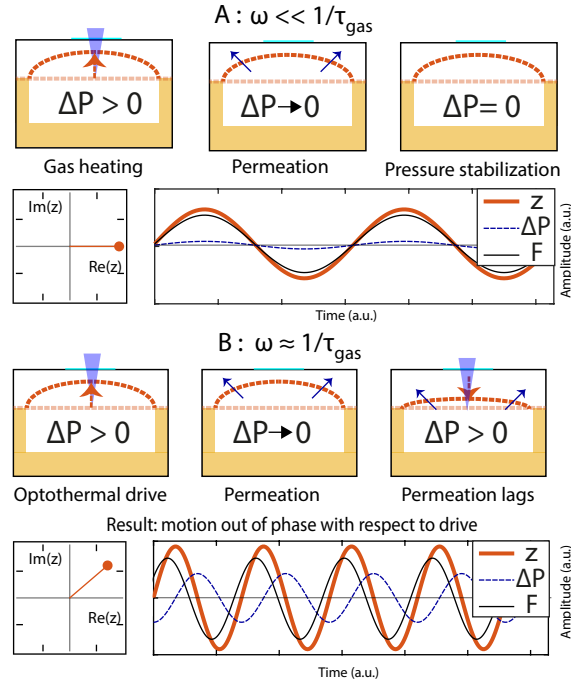 A : ω << 1/τgas
ΔP > 0
ΔP→0
ΔP= 0
Gas heating
Permeation
Pressure stabilization
Im(z)
Re(z)
z
ΔP
F
Amplitude (a.u.)
Time (a.u.)
B : ω ≈ 1/τgas
ΔP > 0
ΔP→0
ΔP > 0
Optothermal drive
Permeation
Permeation lags
Result: motion out of phase with respect to drive
Im(z)
Re(z)
z
ΔP
F
Amplitude (a.u.)
Time (a.u.)